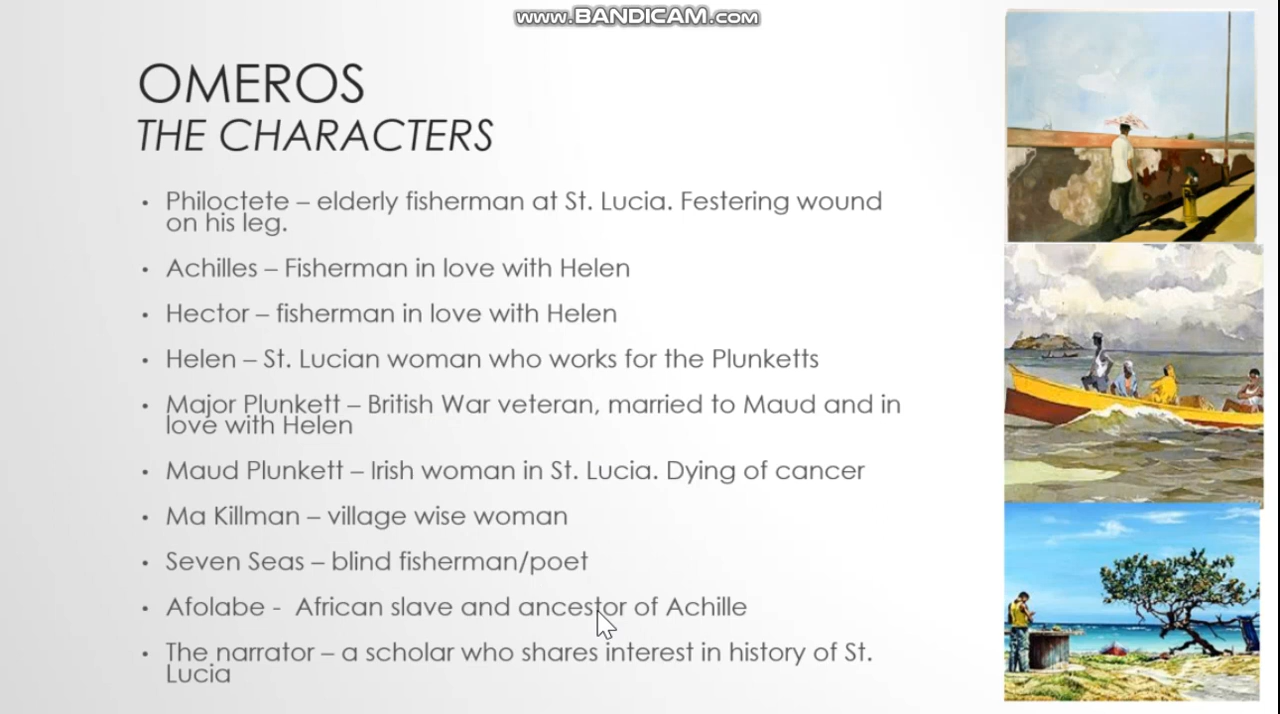 www.BANDICAM.com
OMEROS
THE CHARACTERS
• Philoctete – elderly fisherman at St. Lucia. Festering wound
on his leg.
• Achilles – Fisherman in love with Helen
• Hector – fisherman in love with Helen
• Helen – St. Lucian woman who works for the Plunketts
• Major Plunkett – British War veteran, married to Maud and in
love with Helen
• Maud Plunkett – Irish woman in St. Lucia. Dying of cancer
• Ma Killman – village wise woman
• Seven Seas – blind fisherman/poet
• Afolabe - African slave and ancestor of Achille
• The narrator – a scholar who shares interest in history of St.
Lucia